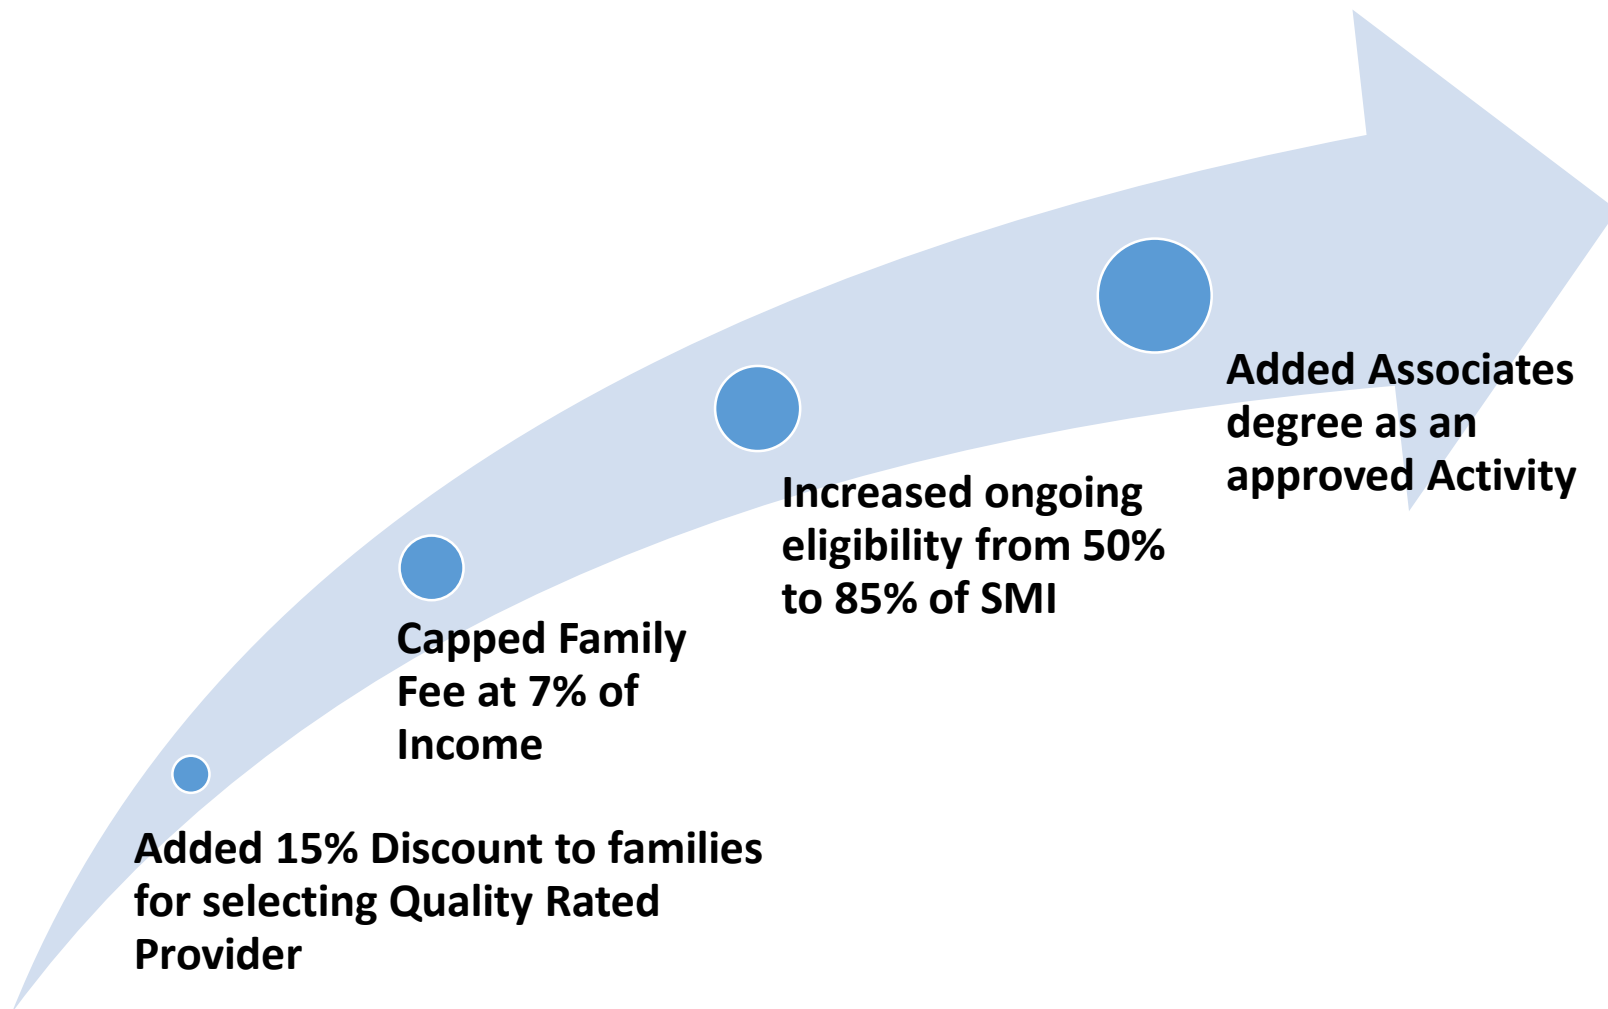 Added 15% Discount to families
for selecting Quality Rated
Provider
Capped Family
Fee at 7% of
Income
Increased ongoing
eligibility from 50%
to 85% of SMI
Added Associates
degree as an
approved Activity